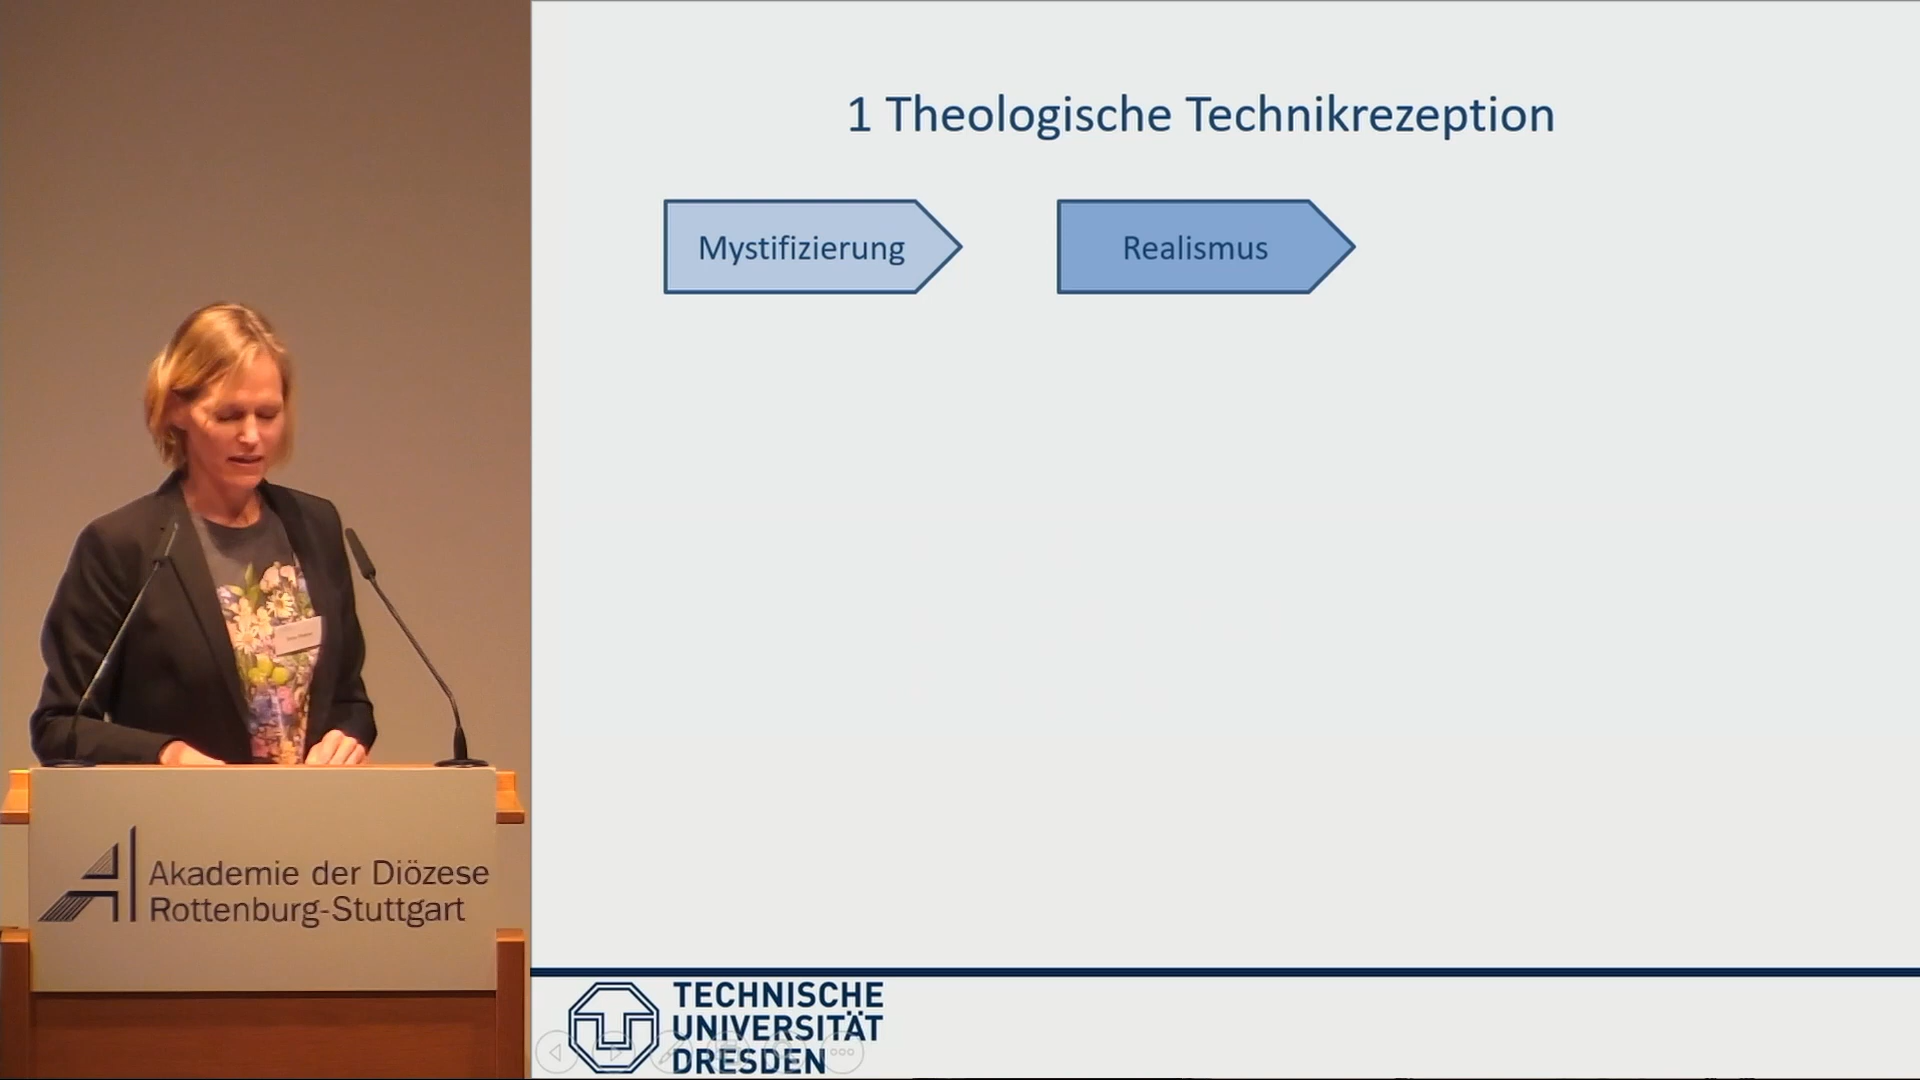 1 Theologische Technikrezeption
Mystifizierung
Realismus
Akademie der Diözese
Rottenburg-Stuttgart
TECHNISCHE
UNIVERSITÄT
DRESDEN